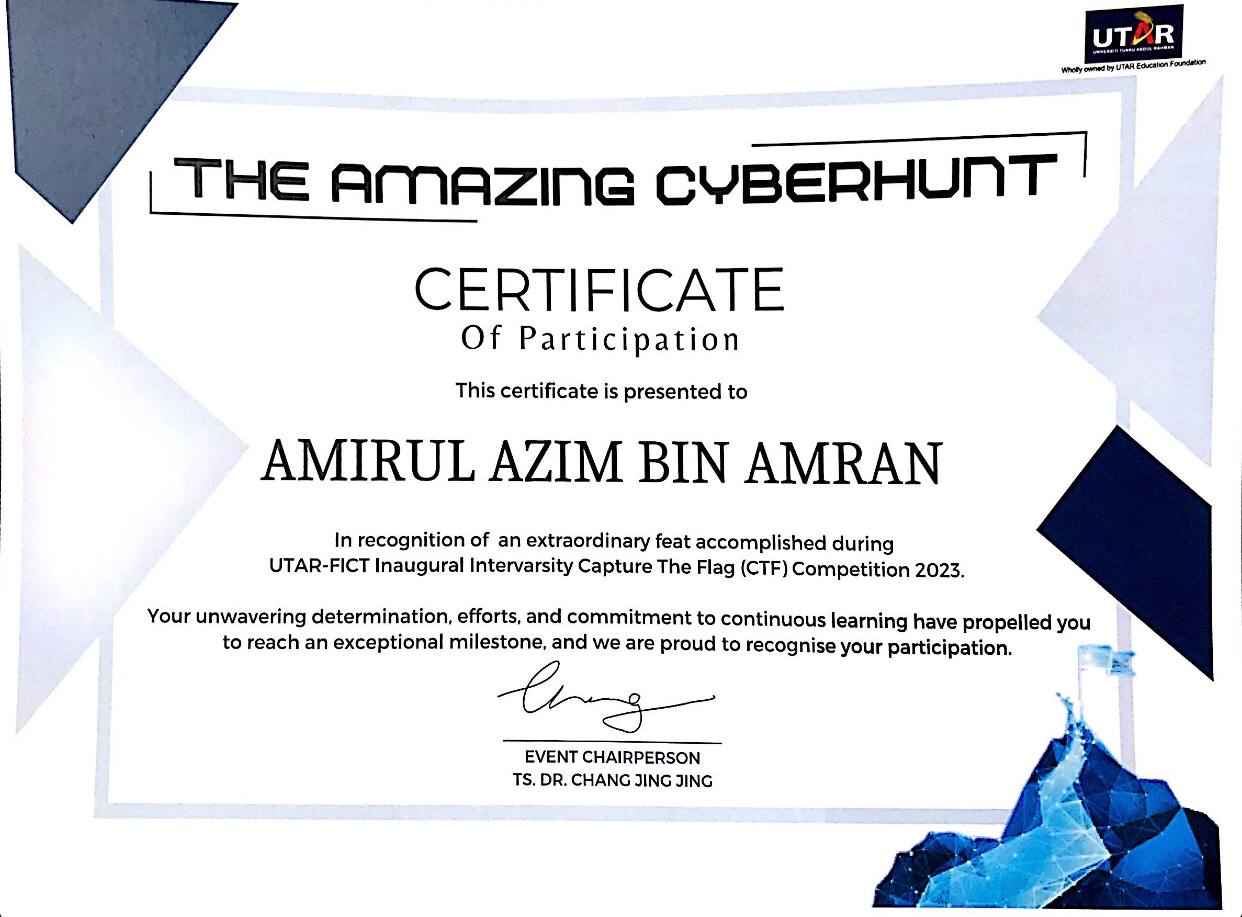 UTAR
UNIVERSITI TUNKU ABDUL RAHMAN
Wholly owned by UTAR Education Foundation
THE AMAZING CYBERHUNT
CERTIFICATE
Of Participation
This certificate is presented to
AMIRUL AZIM BIN AMRAN
In recognition of an extraordinary feat accomplished during
UTAR-FICT Inaugural Intervarsity Capture The Flag (CTF) Competition 2023.
Your unwavering determination, efforts, and commitment to continuous learning have propelled you
to reach an exceptional milestone, and we are proud to recognise your participation.
Chang
EVENT CHAIRPERSON
TS. DR. CHANG JING JING